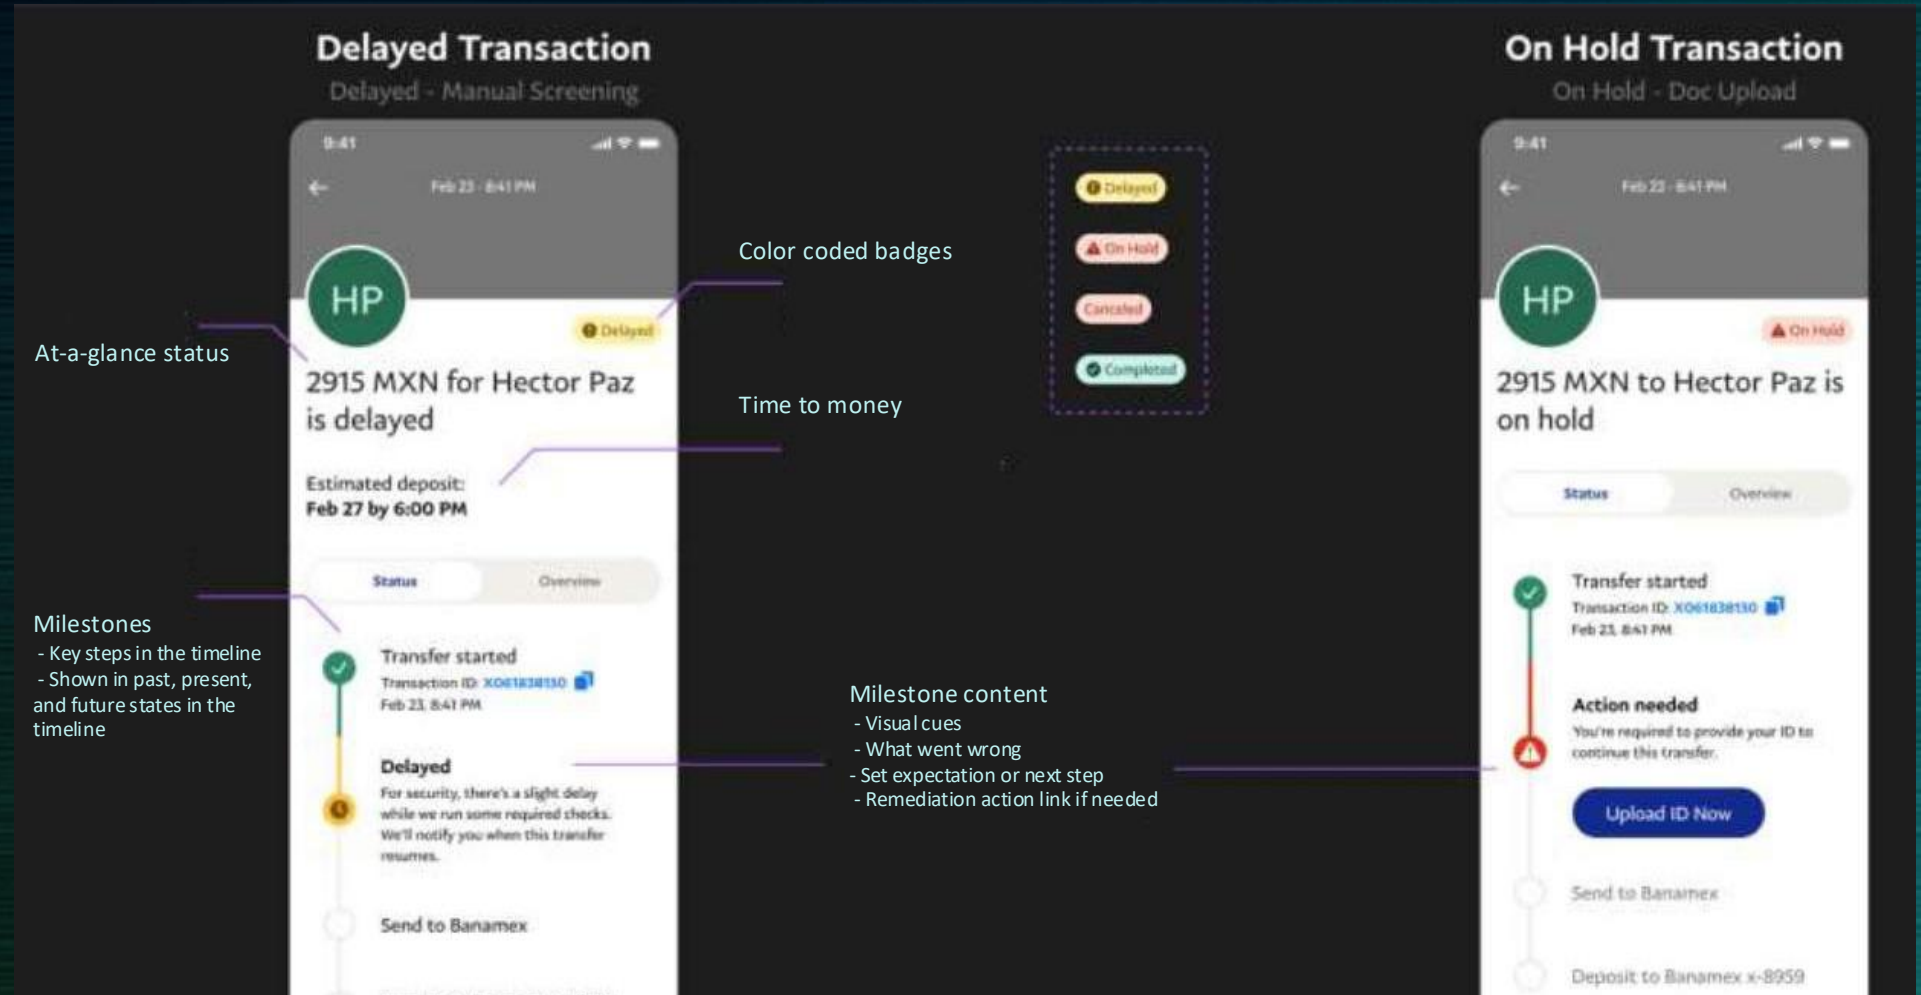 Delayed Transaction
Delayed - Manual Screening
9:41
Feb 23 - 8:41 PM
HP
Delayed
2915 MXN for Hector Paz
is delayed
Estimated deposit:
Feb 27 by 6:00 PM
Status
Overview
Transfer started
Transaction ID: X061838130
Feb 23, 8:41 PM
Delayed
For security, there's a slight delay
while we run some required checks.
We'll notify you when this transfer
resumes.
Send to Banamex
At-a-glance status
Milestones
- Key steps in the timeline
- Shown in past, present,
and future states in the
timeline
Color coded badges
Time to money
Delayed
On Hold
Canceled
Completed
Milestone content
- Visual cues
- What went wrong
- Set expectation or next step
- Remediation action link if needed
On Hold Transaction
On Hold - Doc Upload
9:41
Feb 23 - 8:41 PM
HP
On Hold
2915 MXN to Hector Paz is
on hold
Status
Overview
Transfer started
Transaction ID: X061838130
Feb 23, 8:41 PM
Action needed
You're required to provide your ID to
continue this transfer.
Upload ID Now
Send to Banamex
Deposit to Banamex x-8959